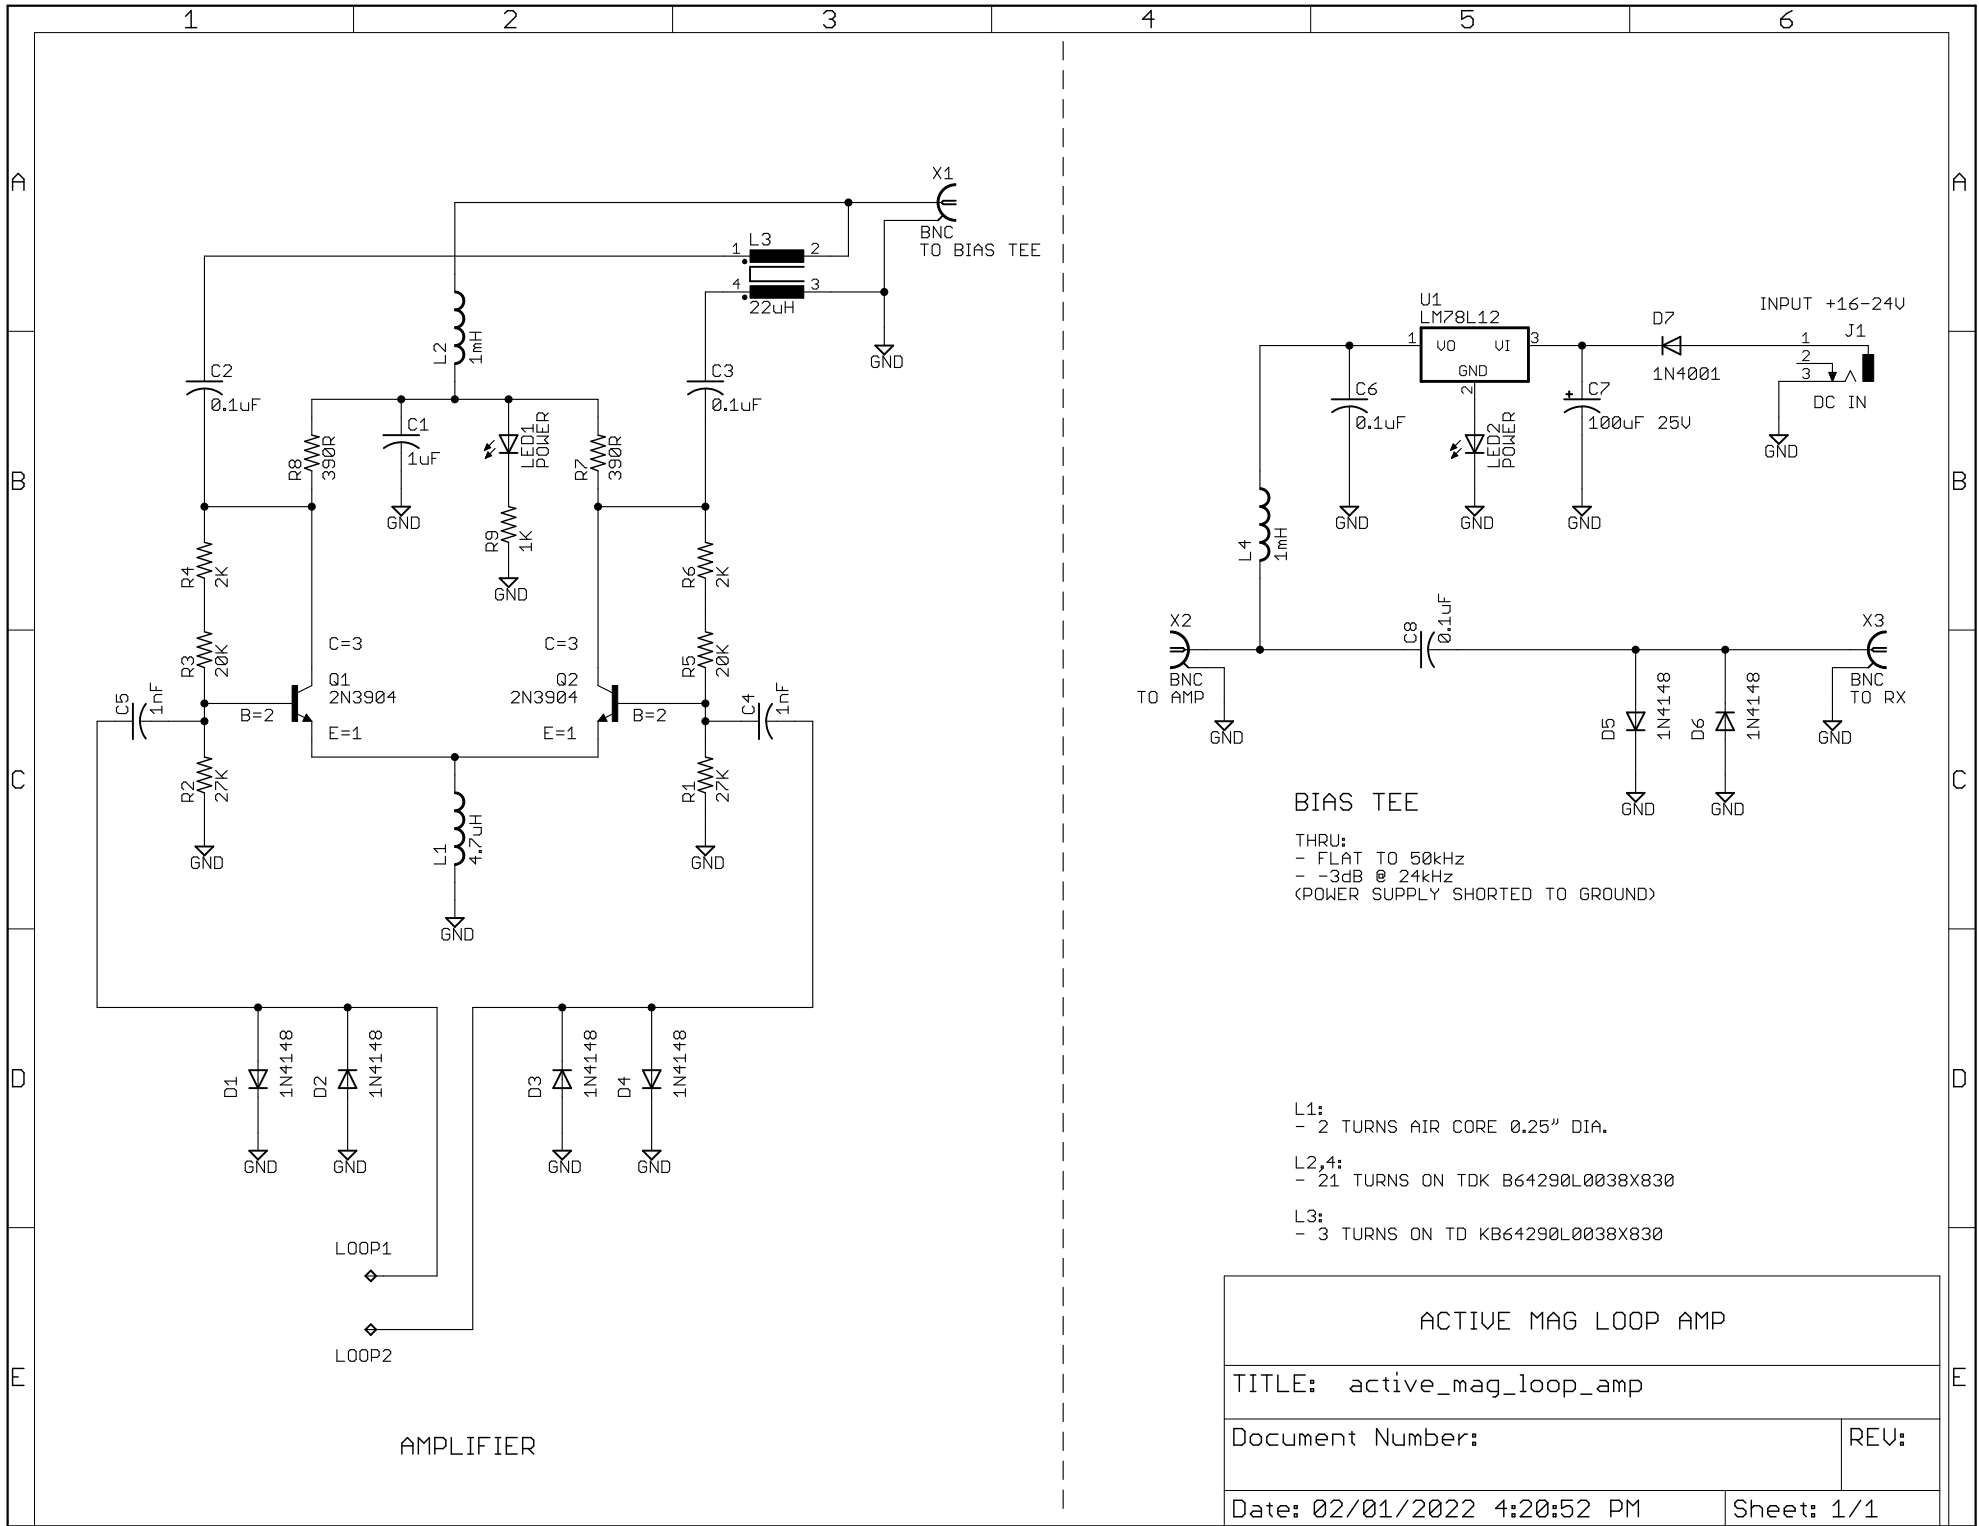 1 2 3 4 5 6
A
B
C
D
E
A
B
C
D
E
X1
BNC
TO BIAS TEE
1 L3 2
4 3
22uH
GND
L2
1mH
C2
0.1uF
C3
0.1uF
R8
390R
C1
1uF
GND
LED1
POWER
R7
390R
R9
1K
GND
R4
2K
R6
2K
R3
20K
C=3
Q1
2N3904
B=2
E=1
C=3
Q2
2N3904
B=2
E=1
R5
20K
C5
1nF
C4
1nF
R2
27K
GND
R1
27K
GND
L1
4.7uH
GND
D1
1N4148
GND
D2
1N4148
GND
D3
1N4148
GND
D4
1N4148
GND
LOOP1
LOOP2
AMPLIFIER
U1
LM78L12
1 VO VI 3
GND
2
D7
1N4001
INPUT +16-24V
J1
1
2
3
DC IN
GND
C6
0.1uF
GND
LED2
POWER
GND
C7
+
100uF 25V
GND
L4
1mH
X2
BNC
TO AMP
GND
C8
0.1uF
X3
BNC
TO RX
GND
D5
1N4148
GND
D6
1N4148
GND
BIAS TEE
THRU:
- FLAT TO 50kHz
- -3dB @ 24kHz
(POWER SUPPLY SHORTED TO GROUND)
L1:
- 2 TURNS AIR CORE 0.25" DIA.
L2,4:
- 21 TURNS ON TDK B64290L0038X830
L3:
- 3 TURNS ON TD KB64290L0038X830
ACTIVE MAG LOOP AMP
TITLE: active_mag_loop_amp
Document Number:
REV:
Date: 02/01/2022 4:20:52 PM
Sheet: 1/1